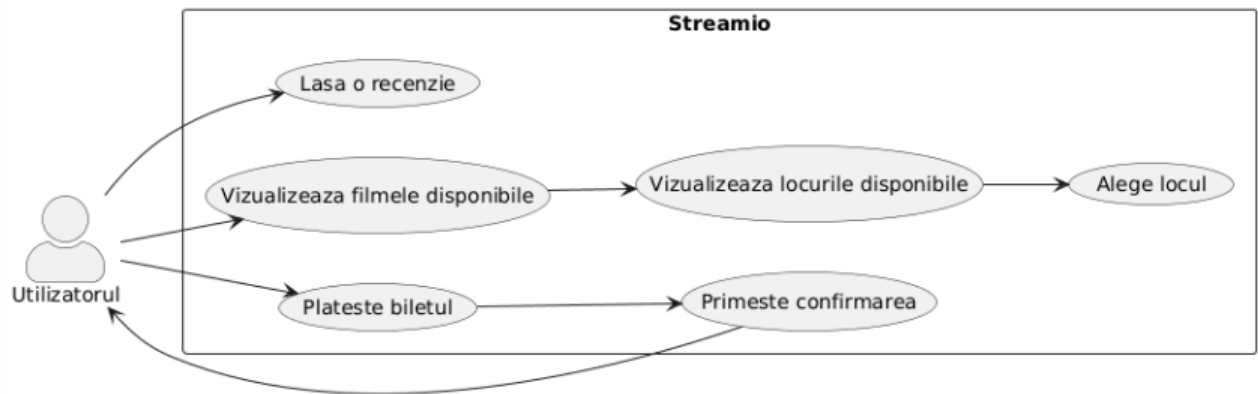 Streamio
Lasa o recenzie
Vizualizeaza filmele disponibile
Vizualizeaza locurile disponibile
Alege locul
Utilizatorul
Plateste biletul
Primeste confirmarea